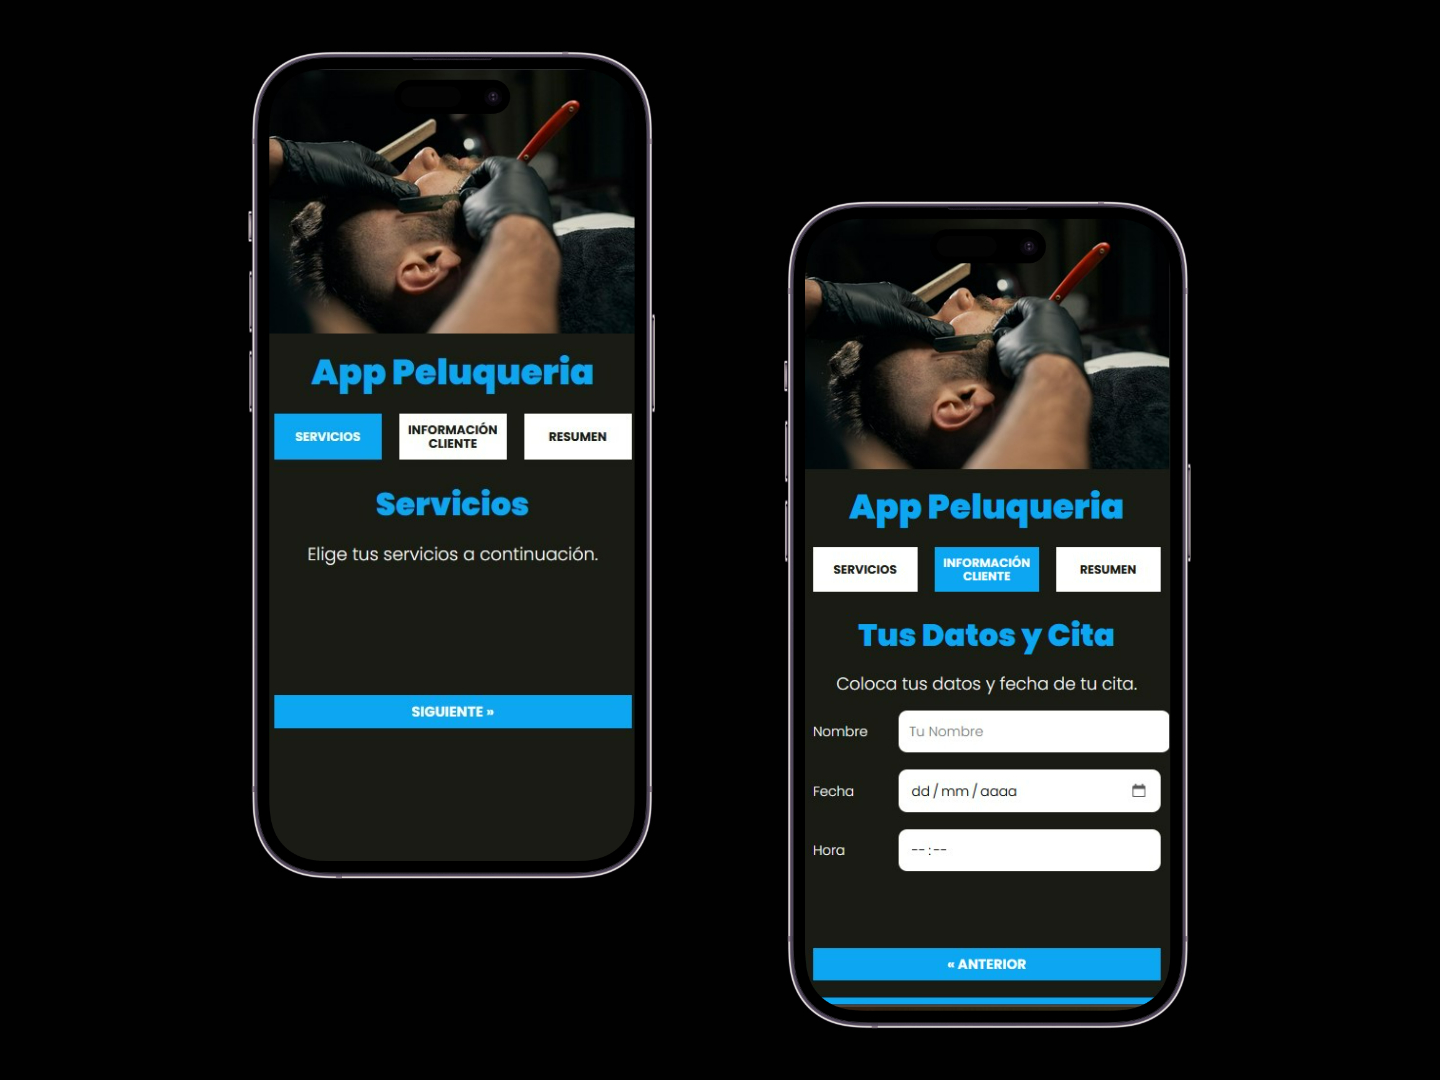 App Peluqueria
SERVICIOS
INFORMACIÓN
CLIENTE
RESUMEN
Servicios
Elige tus servicios a continuación.
SIGUIENTE »
App Peluqueria
SERVICIOS
INFORMACIÓN
CLIENTE
RESUMEN
Tus Datos y Cita
Coloca tus datos y fecha de tu cita.
Nombre
Tu Nombre
Fecha
dd/mm/aaaa
Hora
--:--
« ANTERIOR